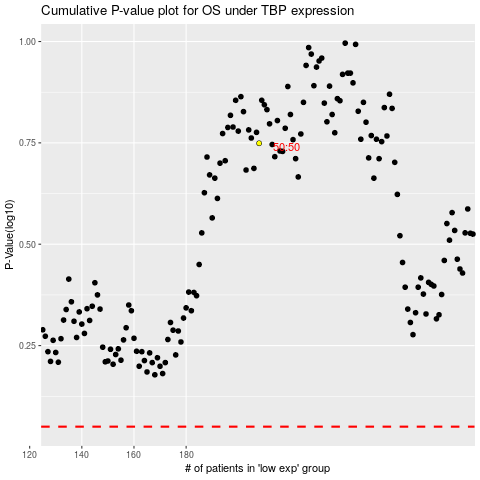 Cumulative P-value plot for OS under TBP expression
1.00
0.75
0.50
0.25
P-Value(log10)
50:50
120 140 160 180
# of patients in 'low exp' group